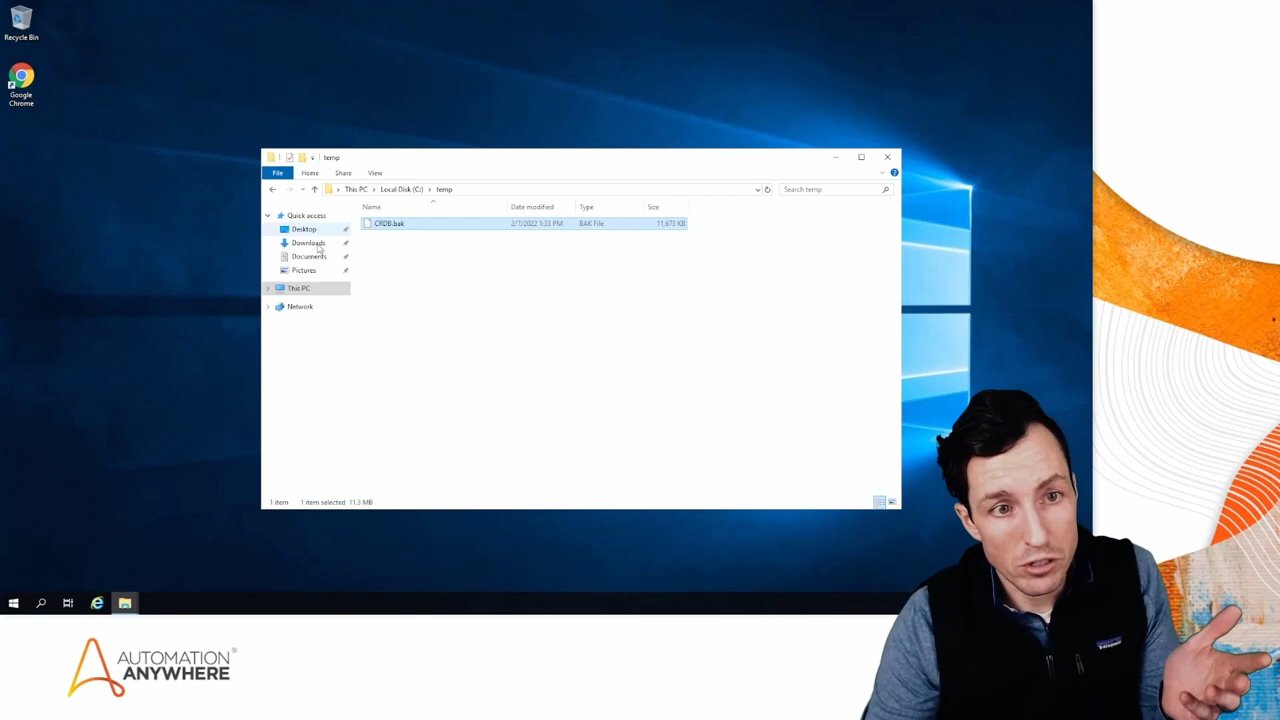 Recycle Bin
Google
Chrome
temp
File Home Share View
This PC Local Disk (C:) temp
Search temp
Name Date modified Type Size
CRDB.bak 2/7/2022 1:33 PM BAK File 11,673 KB
Quick access
Desktop
Downloads
Documents
Pictures
This PC
Network
1 item 1 item selected 11.3 MB
AUTOMATION
ANYWHERE®
patagonia